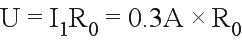 U = I₁R₀ = 0.3A × R₀